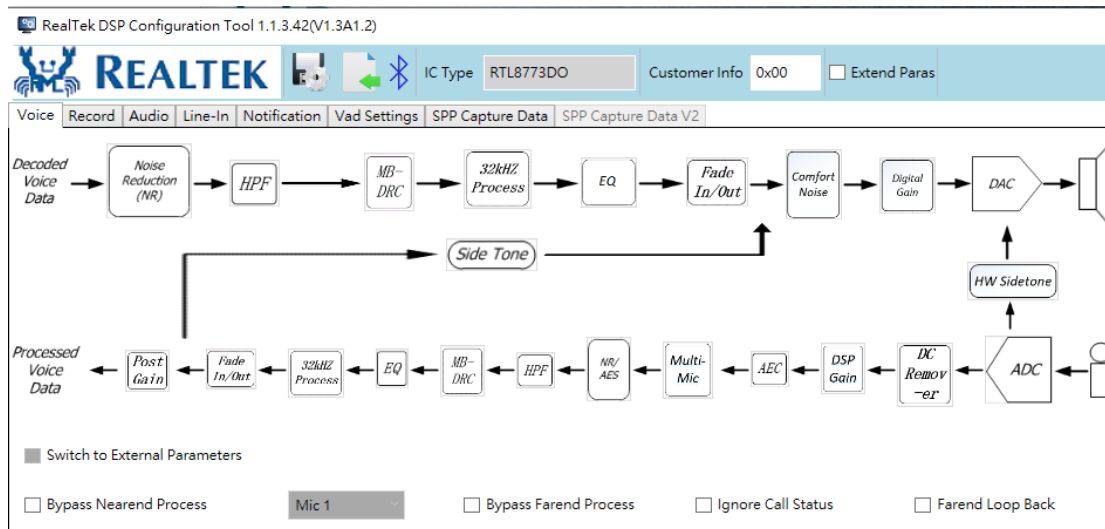 RealTek DSP Configuration Tool 1.1.3.42(V1.3A1.2)
REALTEK
IC Type RTL8773DO Customer Info 0x00 Extend Paras
Voice Record Audio Line-In Notification Vad Settings SPP Capture Data SPP Capture Data V2
Decoded
Voice
Data
Noise
Reduction
(NR)
HPF
MB-
DRC
32kHZ
Process
EQ
Fade
In/Out
Comfort
Noise
Digital
Gain
DAC
Side Tone
HW Sidetone
Processed
Voice
Data
Post
Gain
Fade
In/Out
32kHZ
Process
EQ
MB-
DRC
HPF
NR/
AES
Multi-
Mic
AEC
DSP
Gain
DC
Remov
-er
ADC
Switch to External Parameters
Bypass Nearend Process Mic 1 Bypass Farend Process Ignore Call Status Farend Loop Back